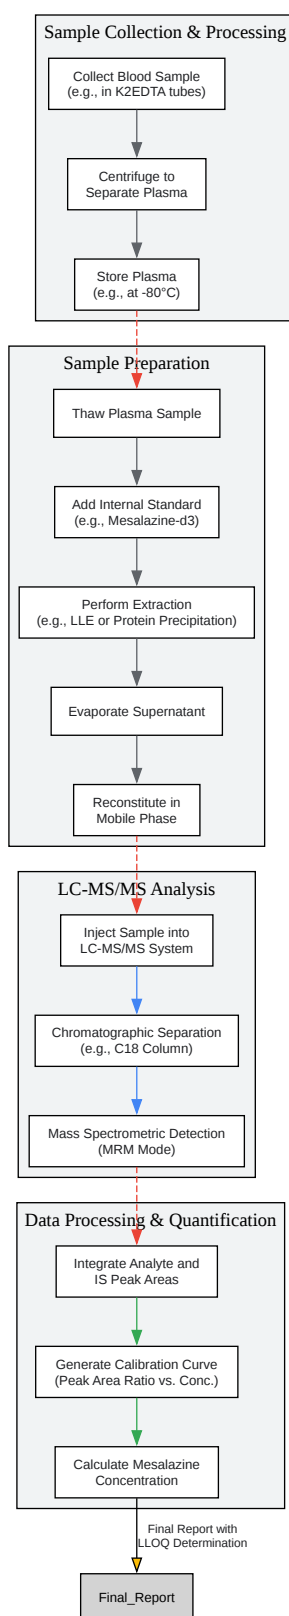 Sample Collection & Processing
Collect Blood Sample
(e.g., in K2EDTA tubes)
Centrifuge to
Separate Plasma
Store Plasma
(e.g., at -80°C)
Sample Preparation
Thaw Plasma Sample
Add Internal Standard
(e.g., Mesalazine-d3)
Perform Extraction
(e.g., LLE or Protein Precipitation)
Evaporate Supernatant
Reconstitute in
Mobile Phase
LC-MS/MS Analysis
Inject Sample into
LC-MS/MS System
Chromatographic Separation
(e.g., C18 Column)
Mass Spectrometric Detection
(MRM Mode)
Data Processing & Quantification
Integrate Analyte and
IS Peak Areas
Generate Calibration Curve
(Peak Area Ratio vs. Conc.)
Calculate Mesalazine
Concentration
Final Report with
LLOQ Determination
Final_Report